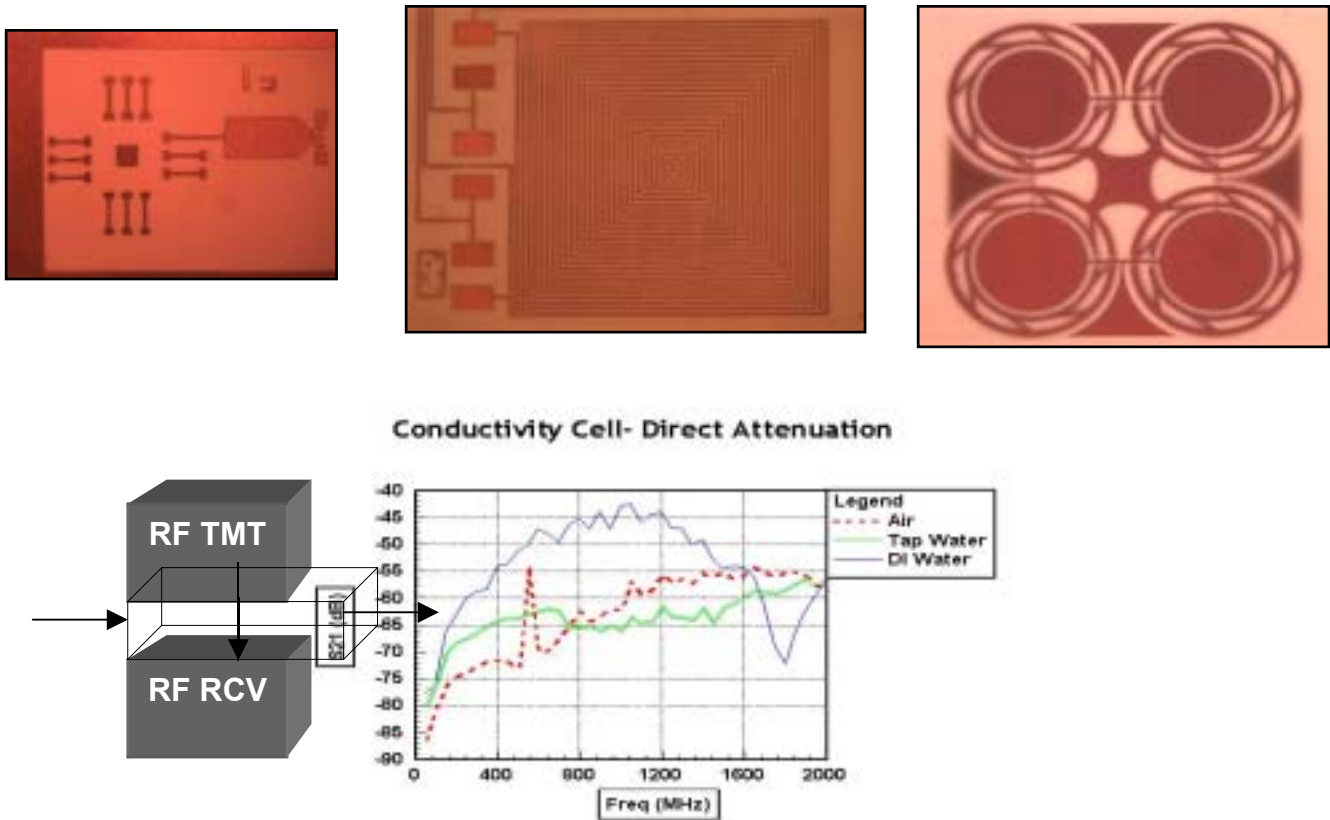 Conductivity Cell- Direct Attenuation
RF TMT
RF RCV
S21 (dB)
-40
-45
-50
-55
-60
-65
-70
-75
-80
-85
-90
0
400
800
1200
1600
2000
Freq (MHz)
Legend
Air
Tap Water
DI Water